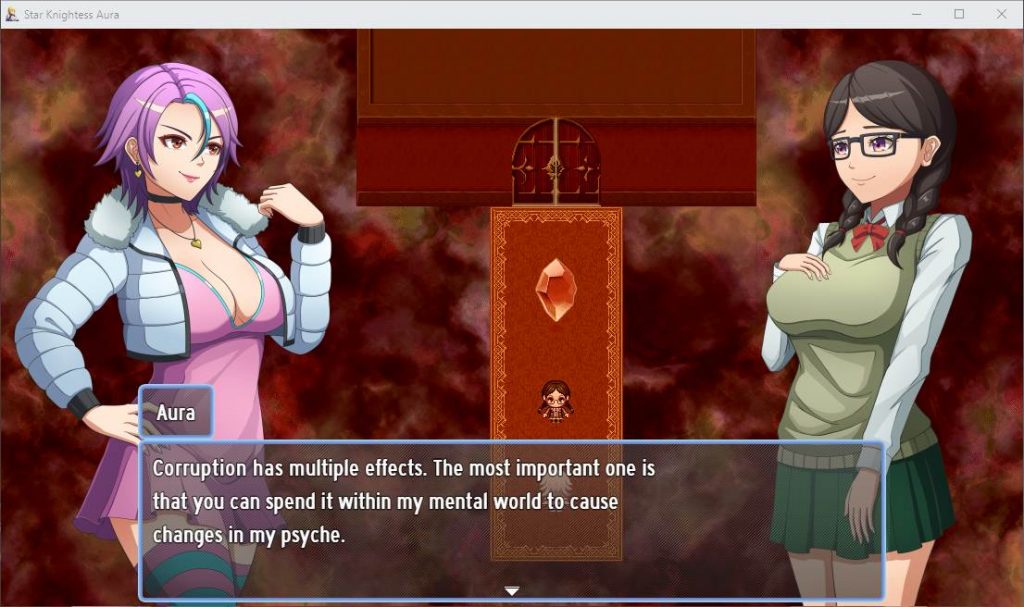 Star Knightess Aura
Aura
Corruption has multiple effects. The most important one is
that you can spend it within my mental world to cause
changes in my psyche.